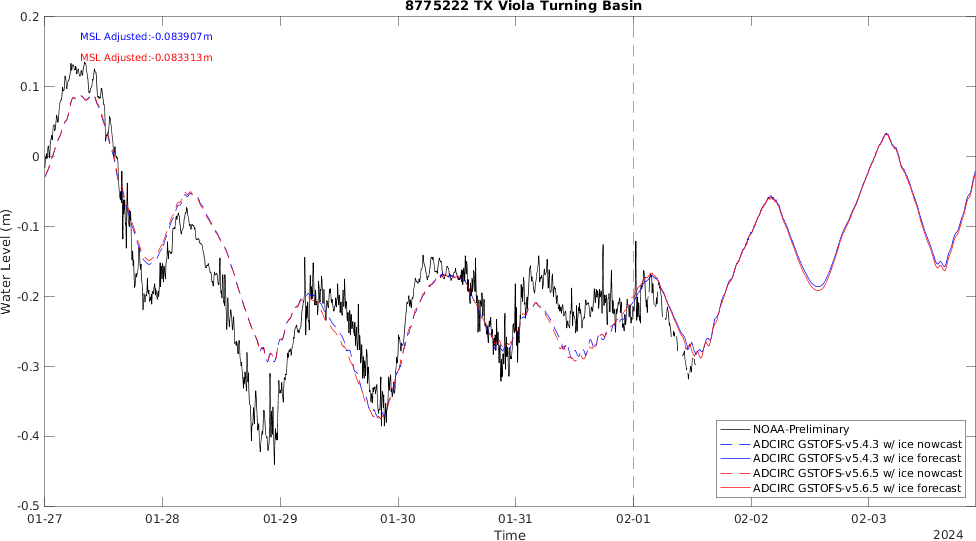 8775222 TX Viola Turning Basin
MSL Adjusted:-0.083907m
MSL Adjusted:-0.083313m
Water Level (m)
0.2
0.1
0
-0.1
-0.2
-0.3
-0.4
-0.5
NOAA-Preliminary
ADCIRC GSTOFS-v5.4.3 w/ ice nowcast
ADCIRC GSTOFS-v5.4.3 w/ ice forecast
ADCIRC GSTOFS-v5.6.5 w/ ice nowcast
ADCIRC GSTOFS-v5.6.5 w/ ice forecast
01-27 01-28 01-29 01-30 01-31 02-01 02-02 02-03
Time
2024